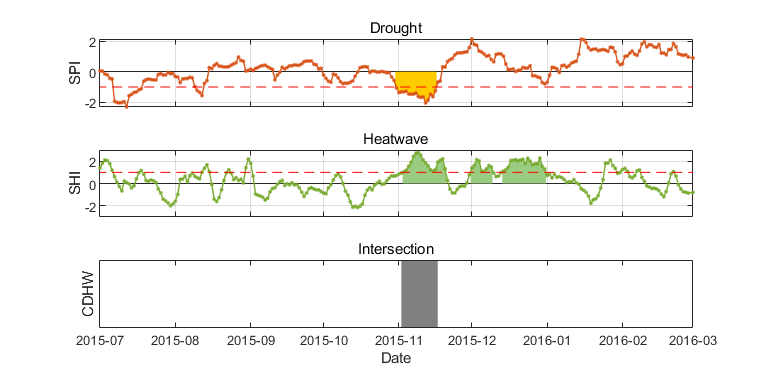 Drought
SPI
2
0
-2
Heatwave
SHI
2
0
-2
Intersection
CDHW
2015-07 2015-08 2015-09 2015-10 2015-11 2015-12 2016-01 2016-02 2016-03
Date